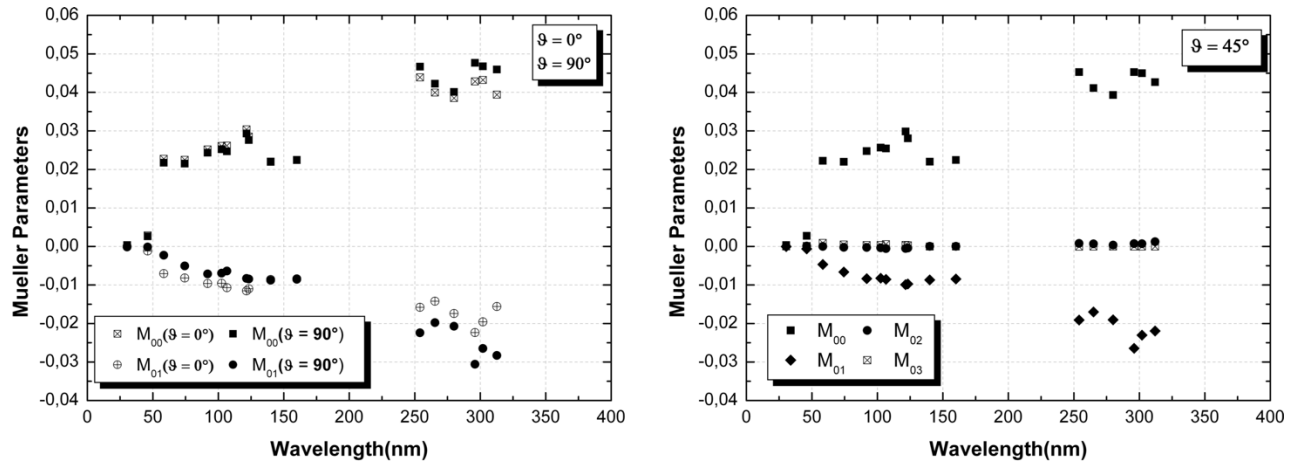 0,06
0,05
0,04
0,03
0,02
0,01
0,00
-0,01
-0,02
-0,03
-0,04
Mueller Parameters
ϑ = 0°
ϑ = 90°
M00(ϑ = 0°) M00(ϑ = 90°)
M01(ϑ = 0°) M01(ϑ = 90°)
0 50 100 150 200 250 300 350 400
Wavelength(nm)
0,06
0,05
0,04
0,03
0,02
0,01
0,00
-0,01
-0,02
-0,03
-0,04
Mueller Parameters
ϑ = 45°
M00 M02
M01 M03
0 50 100 150 200 250 300 350 400
Wavelength(nm)